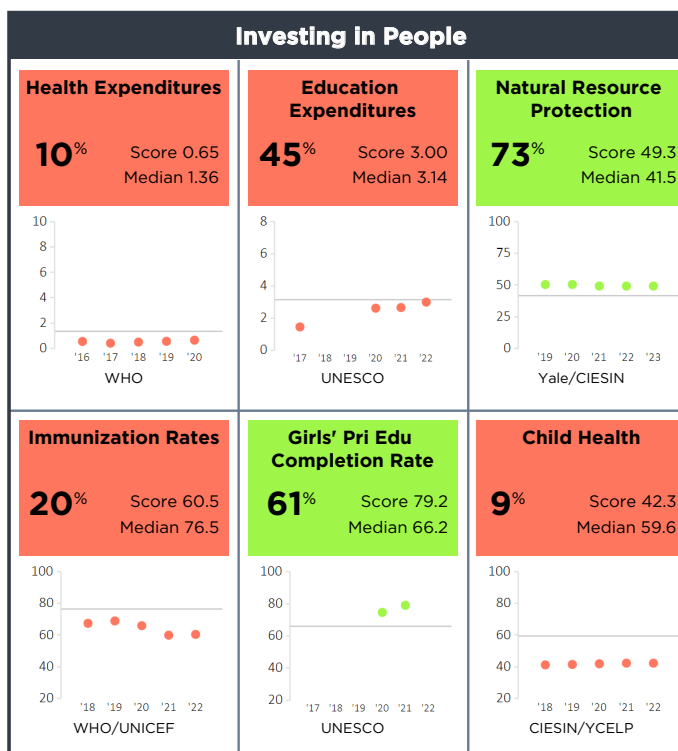 Investing in People
Health Expenditures
10%
Score 0.65
Median 1.36
10
8
6
4
2
0
'16 '17 '18 '19 '20
WHO
Education
Expenditures
45%
Score 3.00
Median 3.14
8
6
4
2
0
'17 '18 '19 '20 '21 '22
UNESCO
Natural Resource
Protection
73%
Score 49.3
Median 41.5
100
75
50
25
0
'19 '20 '21 '22 '23
Yale/CIESIN
Immunization Rates
20%
Score 60.5
Median 76.5
100
80
60
40
20
'18 '19 '20 '21 '22
WHO/UNICEF
Girls' Pri Edu
Completion Rate
61%
Score 79.2
Median 66.2
100
80
60
40
20
'17 '18 '19 '20 '21 '22
UNESCO
Child Health
9%
Score 42.3
Median 59.6
100
80
60
40
20
'18 '19 '20 '21 '22
CIESIN/YCELP